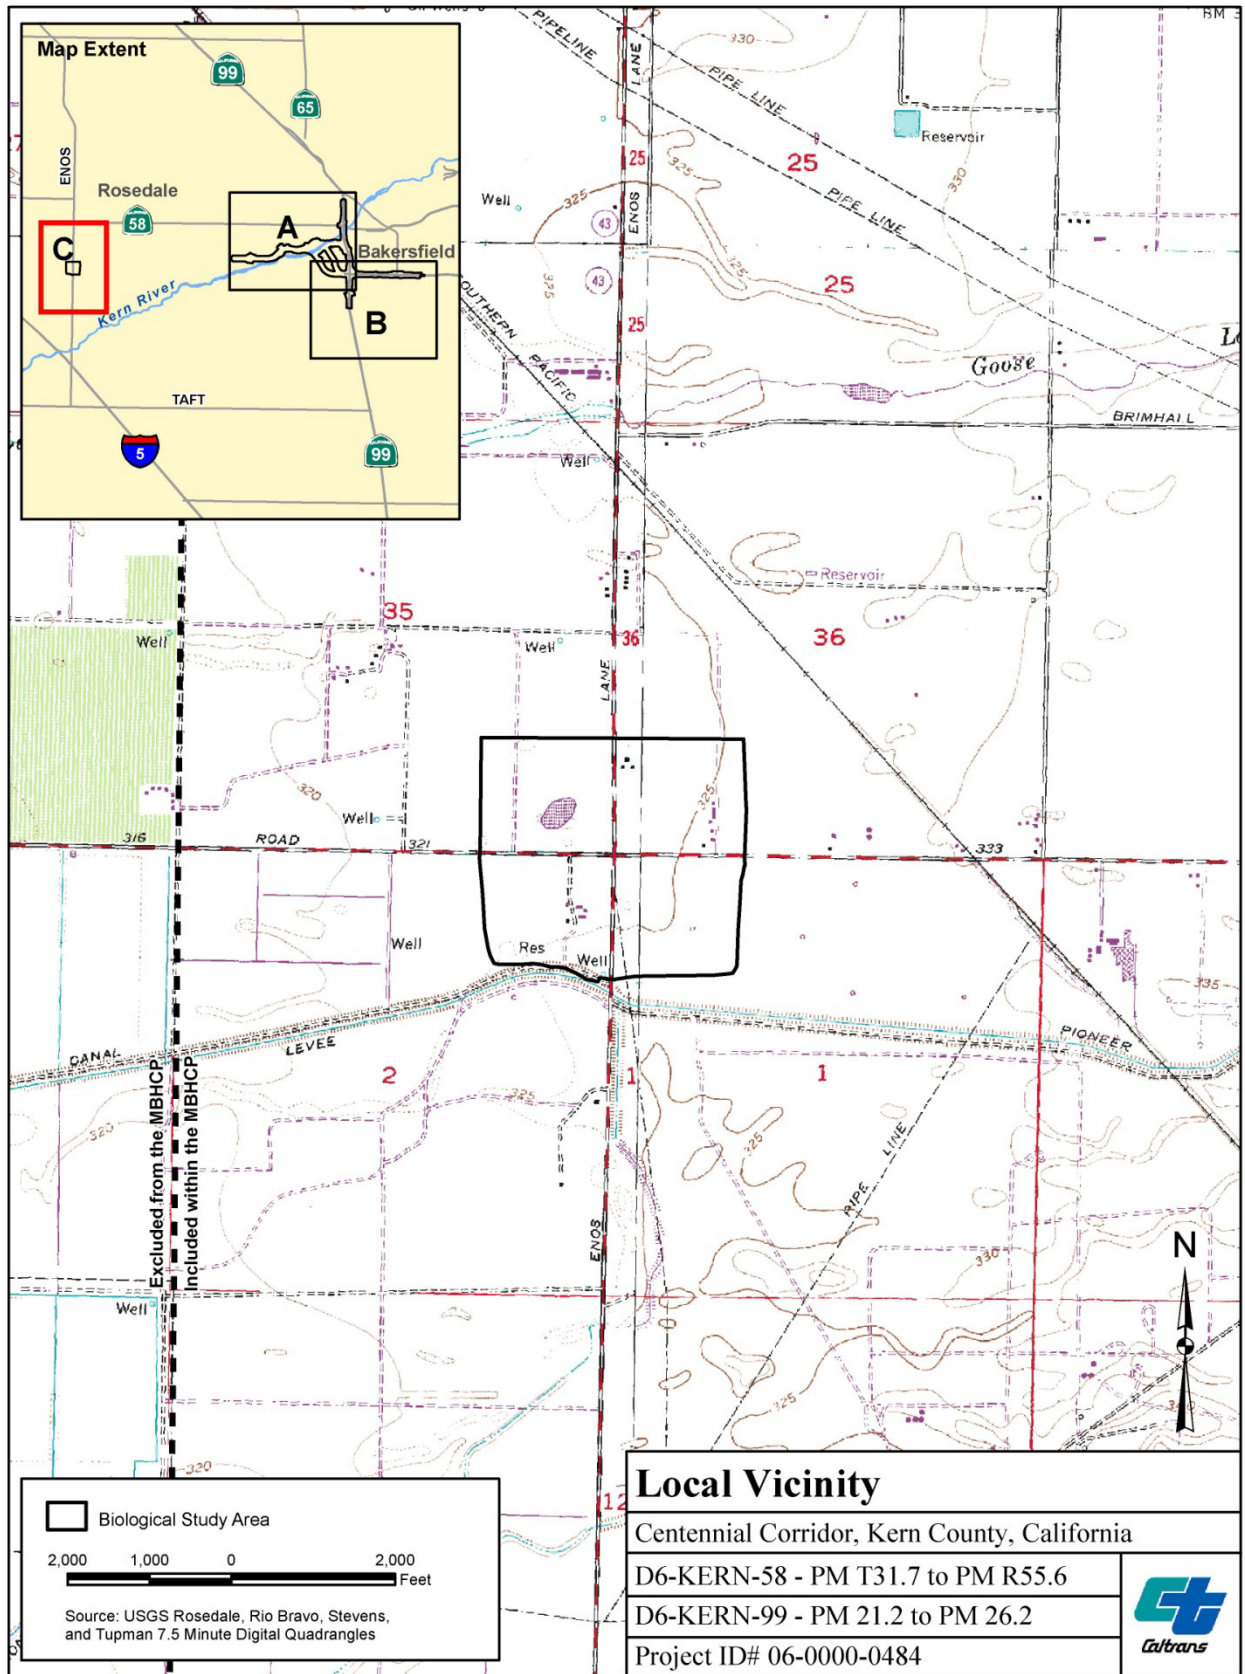 Map Extent
99
65
ENOS
Rosedale
58
A
C
Bakersfield
Kern River
B
TAFT
5
99
PIPELINE
LANE
330
BM
PIPE LINE
Reservoir
25
25
325
330
Well
325
ENOS
43
PIPE LINE
325
43
25
25
325
SOUTHERN PACIFIC
Goose
BRIMHALL
Well
Reservoir
35
Well
Well
36
36
LANE
320
325
Well
316
ROAD
321
333
Well
Res
Well
335
CANAL
LEVEE
PIONEER
2
1
1
325
320
325
Excluded from the MBHCP
Included within the MBHCP
PIPE LINE
ENOS
N
330
Well
325
320
12
Biological Study Area
2,000 1,000 0 2,000
Feet
Source: USGS Rosedale, Rio Bravo, Stevens,
and Tupman 7.5 Minute Digital Quadrangles
Local Vicinity
Centennial Corridor, Kern County, California
D6-KERN-58 - PM T31.7 to PM R55.6
D6-KERN-99 - PM 21.2 to PM 26.2
Project ID# 06-0000-0484
Caltrans